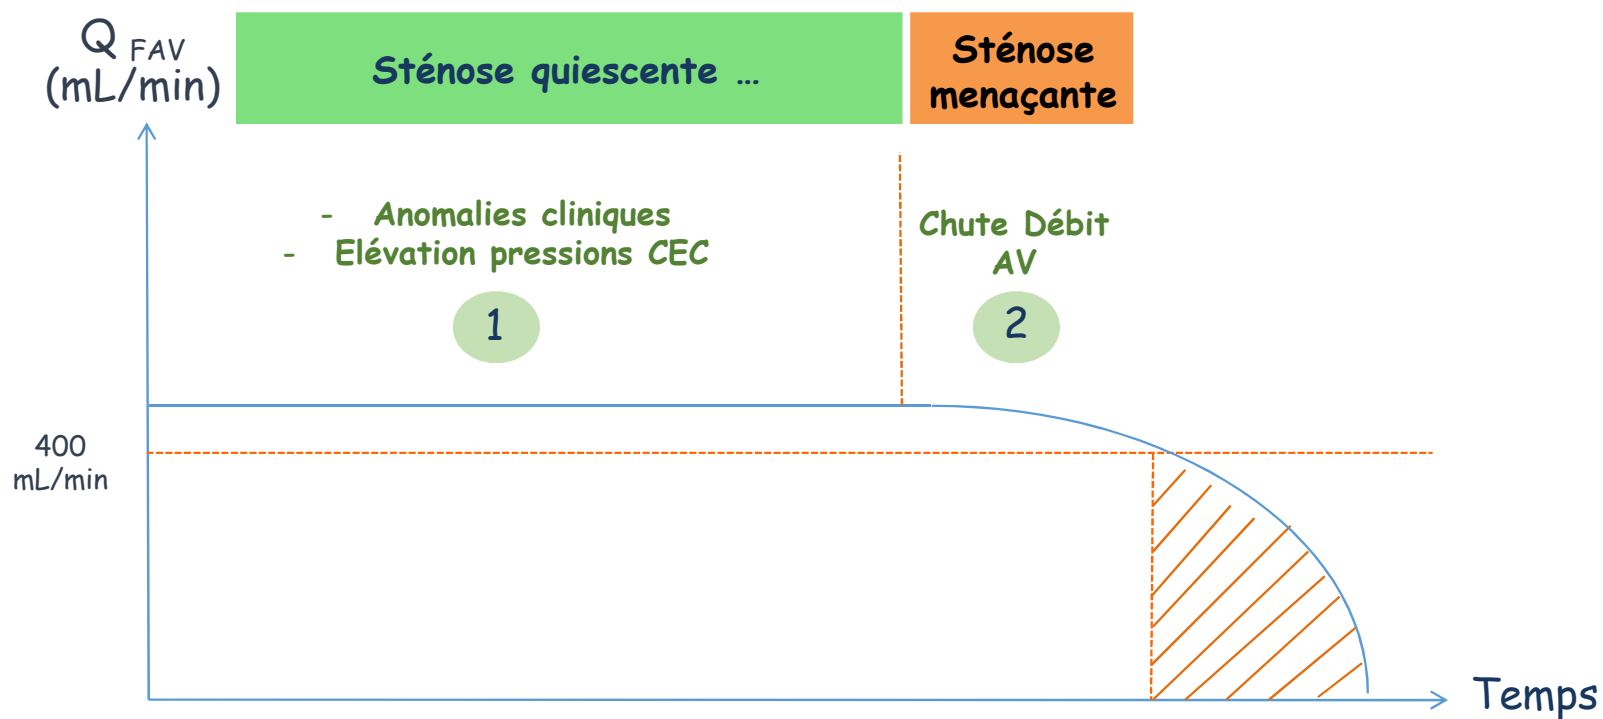 Q FAV
(mL/min)
Sténose quiescente ...
Sténose
menaçante
- Anomalies cliniques
- Elévation pressions CEC
1
Chute Débit
AV
2
400
mL/min
Temps